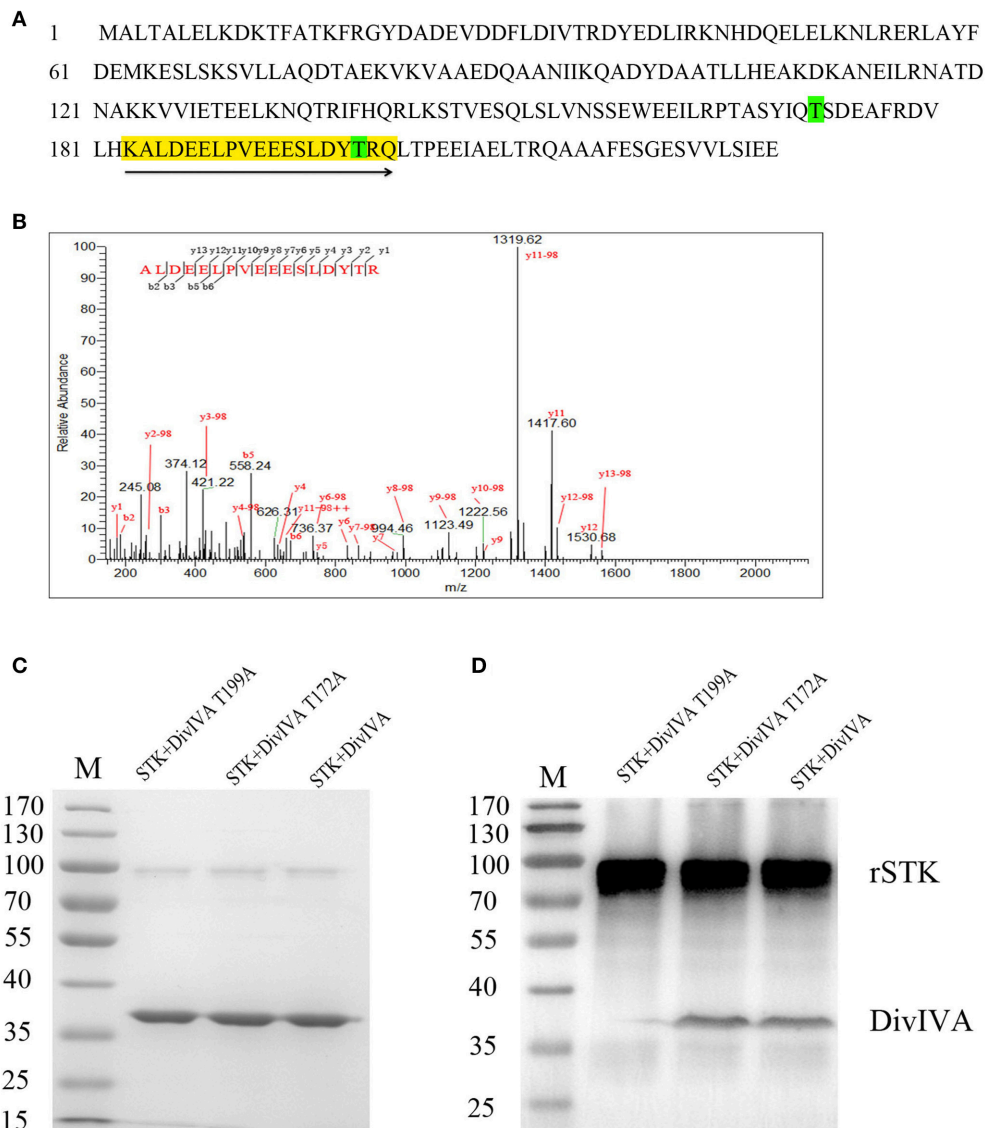 A
1 MALTALELKDKTFATKFRGYDADEVDDFLDIVTRDYEDLIRKNHDQELELKNLRERLAYF
61 DEMKESLSKSVLLAQDTAEKVKVAAEDQAANIIKQADYDAATLLHEAKDKANEILRNATD
121 NAKKVVIETEELKNQTRIFHQRLKSTVESQLSLVNSSEWEEILRPTASYIQTSDEAFRDV
181 LHKALDEELPVEEESLDYTRQLTPEEIAELTRQAAAFESGESVVLSIEE
B
1319.62
y11-98
y13 y12 y11 y10 y9 y8 y7 y6 y5 y4 y3 y2 y1
A L D E E L P V E E E S L D Y T R
b2 b3 b5 b6
y11
1417.60
y3-98
y2-98
374.12
421.22
b5
558.24
245.08
y1
b2
b3
y4-98
626.31
y4
y11-98++
b6
y6-98
736.37
y5
y6
y7-98
y7
y8-98
994.46
y9-98
1123.49
y10-98
1222.56
y9
y12-98
y12
1530.68
y13-98
Relative Abundance
100
90
80
70
60
50
40
30
20
10
0
200 400 600 800 1000 1200 1400 1600 1800 2000
m/z
C
M
STK+DivIVA T199A
STK+DivIVA T172A
STK+DivIVA
170
130
100
70
55
40
35
25
15
D
M
STK+DivIVA T199A
STK+DivIVA T172A
STK+DivIVA
170
130
100
70
55
40
35
25
rSTK
DivIVA